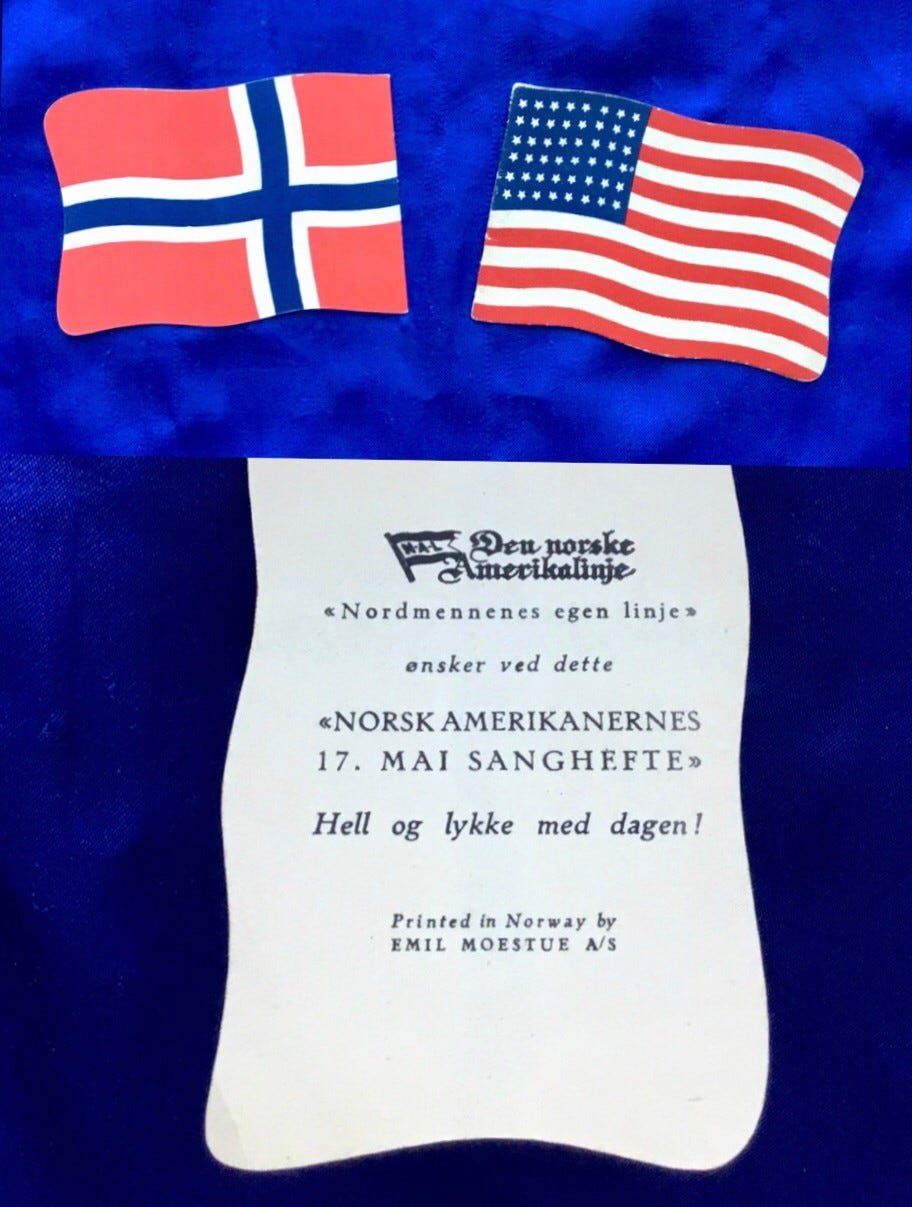 N·A·L
Den norske
Amerikalinje
«Nordmennenes egen linje»
ønsker ved dette
«NORSK AMERIKANERNES
17. MAI SANGHEFTE»
Hell og lykke med dagen!
Printed in Norway by
EMIL MOESTUE A/S